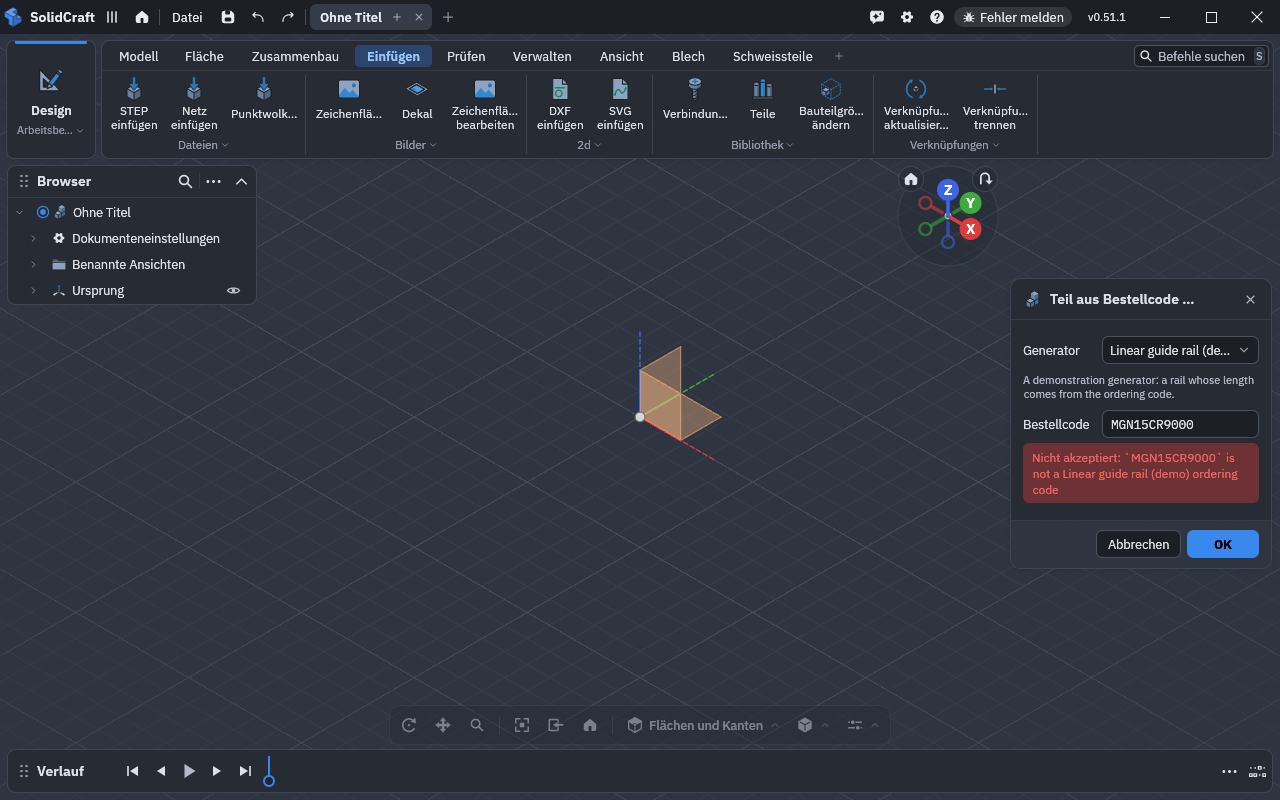 SolidCraft
Datei
Ohne Titel
Fehler melden
v0.51.1
Design
Arbeitsbe...
Modell
Fläche
Zusammenbau
Einfügen
Prüfen
Verwalten
Ansicht
Blech
Schweissteile
Befehle suchen
S
STEP
einfügen
Netz
einfügen
Punktwolk...
Dateien
Zeichenflä...
Dekal
Zeichenflä...
bearbeiten
Bilder
DXF
einfügen
SVG
einfügen
2d
Verbindun...
Teile
Bauteilgrö...
ändern
Bibliothek
Verknüpfu...
aktualisier...
Verknüpfu...
trennen
Verknüpfungen
Browser
Ohne Titel
Dokumenteneinstellungen
Benannte Ansichten
Ursprung
Z
Y
X
Teil aus Bestellcode ...
Generator
Linear guide rail (de...
A demonstration generator: a rail whose length
comes from the ordering code.
Bestellcode
MGN15CR9000
Nicht akzeptiert: `MGN15CR9000` is
not a Linear guide rail (demo) ordering
code
Abbrechen
OK
Flächen und Kanten
Verlauf